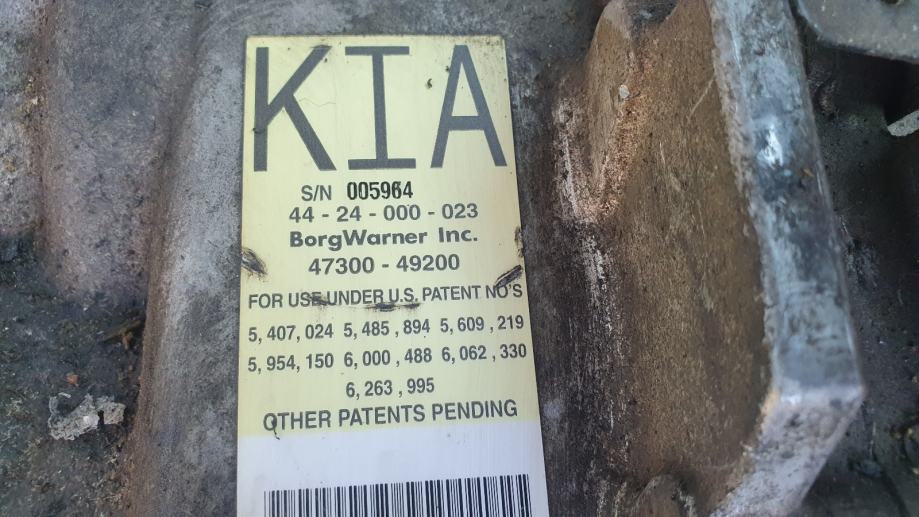 KIA
S/N 005964
44 - 24 - 000 - 023
BorgWarner Inc.
47300 - 49200
FOR USE UNDER U.S. PATENT NO'S
5, 407, 024 5, 485, 894 5, 609, 219
5, 954, 150 6, 000, 488 6, 062, 330
6, 263, 995
OTHER PATENTS PENDING